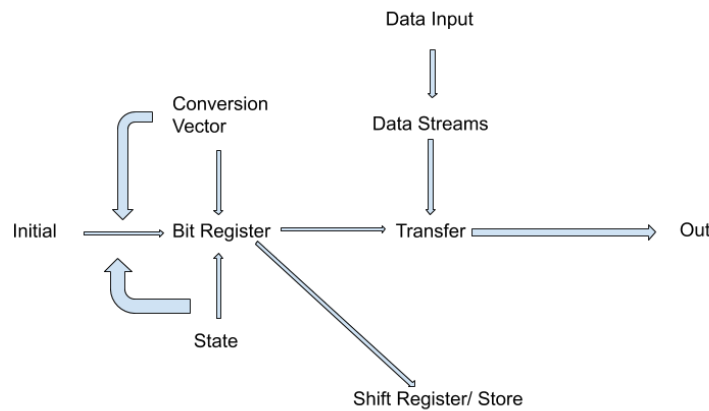 Data Input
Conversion
Vector
Data Streams
Initial
Bit Register
Transfer
Out
State
Shift Register/ Store